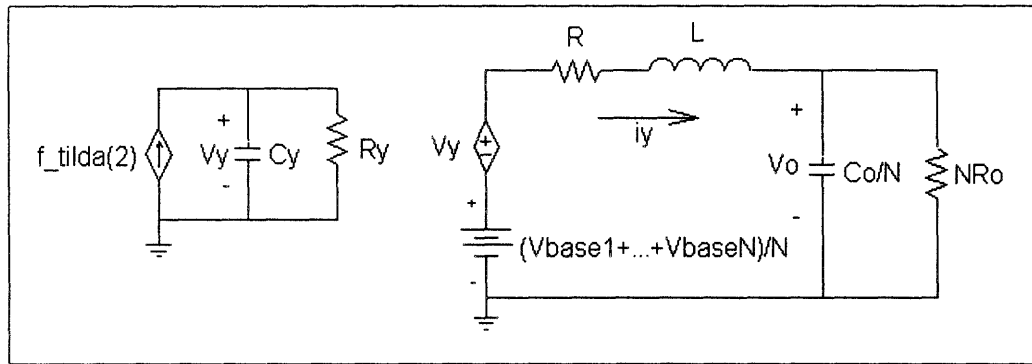 f_tilda(2)
+
Vy
-
Cy
Ry
R
L
iy
Vy
+
-
+
(Vbase1+...+VbaseN)/N
-
+
Vo
-
Co/N
NRo